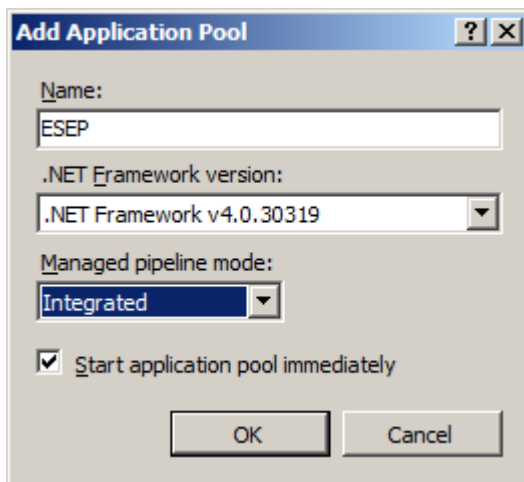 Add Application Pool
Name:
ESEP
.NET Framework version:
.NET Framework v4.0.30319
Managed pipeline mode:
Integrated
Start application pool immediately
OK Cancel